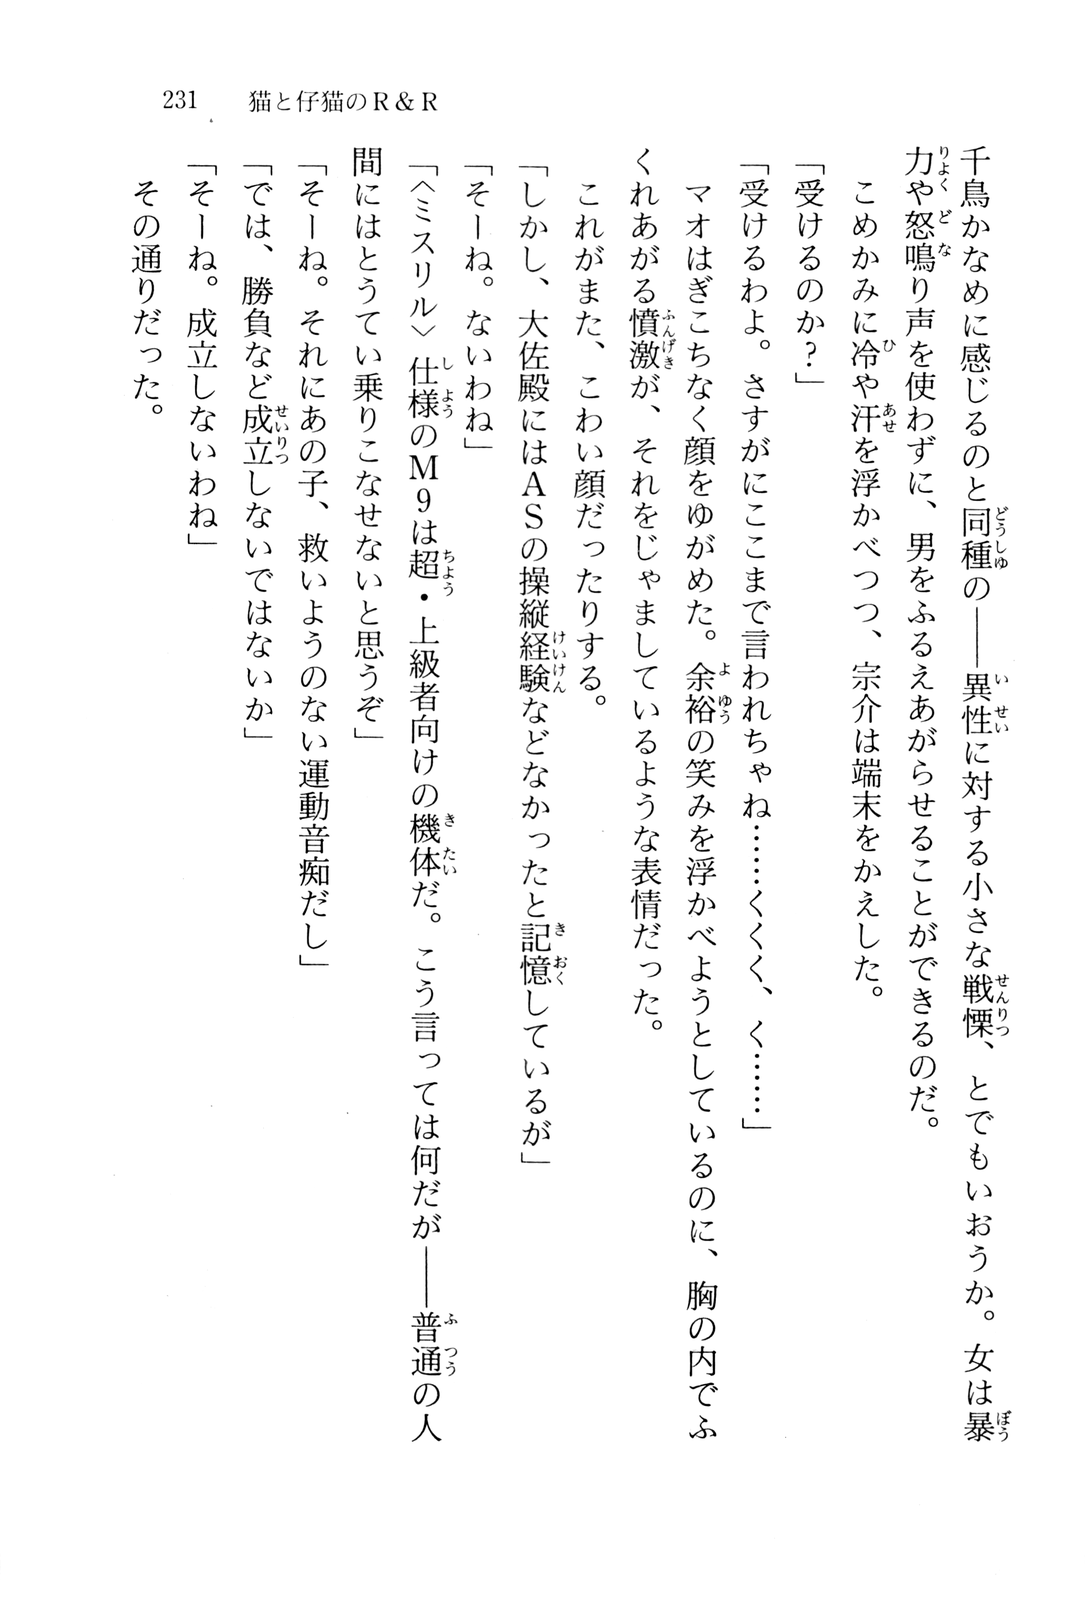 231　猫と仔猫のR＆R
千鳥かなめに感じるのと同種の――異性に対する小さな戦慄、とでもいおうか。女は暴
力や怒鳴り声を使わずに、男をふるえあがらせることができるのだ。
　こめかみに冷や汗を浮かべつつ、宗介は端末をかえした。
「受けるのか？」
「受けるわよ。さすがにここまで言われちゃね……くくく、く……」
　マオはぎこちなく顔をゆがめた。余裕の笑みを浮かべようとしているのに、胸の内でふ
くれあがる憤激が、それをじゃましているような表情だった。
　これがまた、こわい顔だったりする。
「しかし、大佐殿にはASの操縦経験などなかったと記憶しているが」
「そーね。ないわね」
「〈ミスリル〉仕様のM9は超・上級者向けの機体だ。こう言っては何だが――普通の人
間にはとうてい乗りこなせないと思うぞ」
「そーね。それにあの子、救いようのない運動音痴だし」
「では、勝負など成立しないではないか」
「そーね。成立しないわね」
　その通りだった。